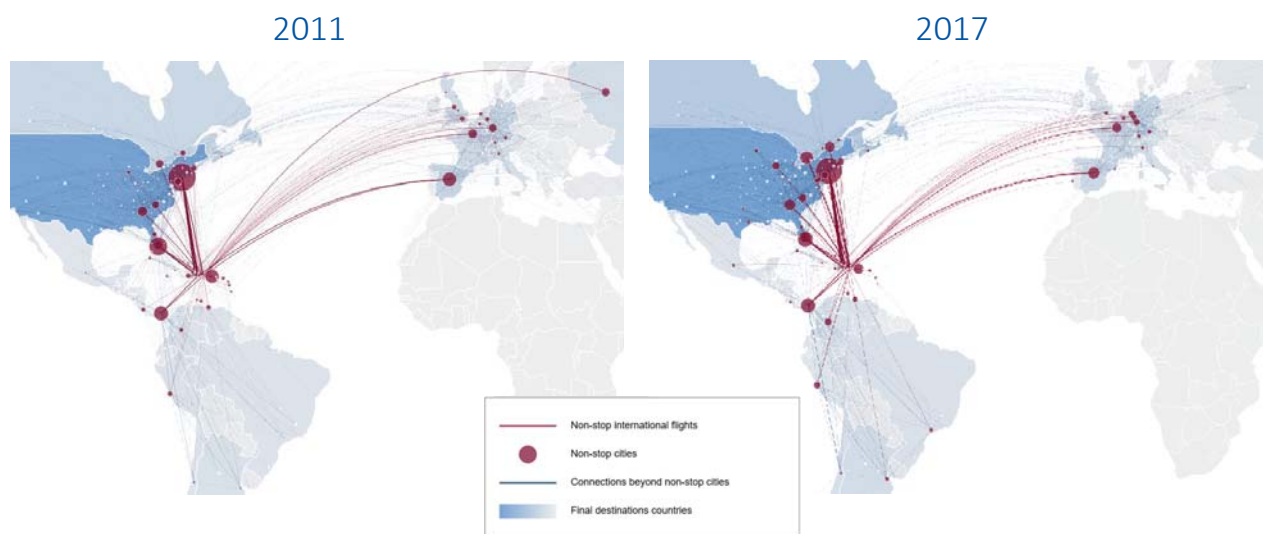 2011
2017
Non-stop international flights
Non-stop cities
Connections beyond non-stop cities
Final destinations countries